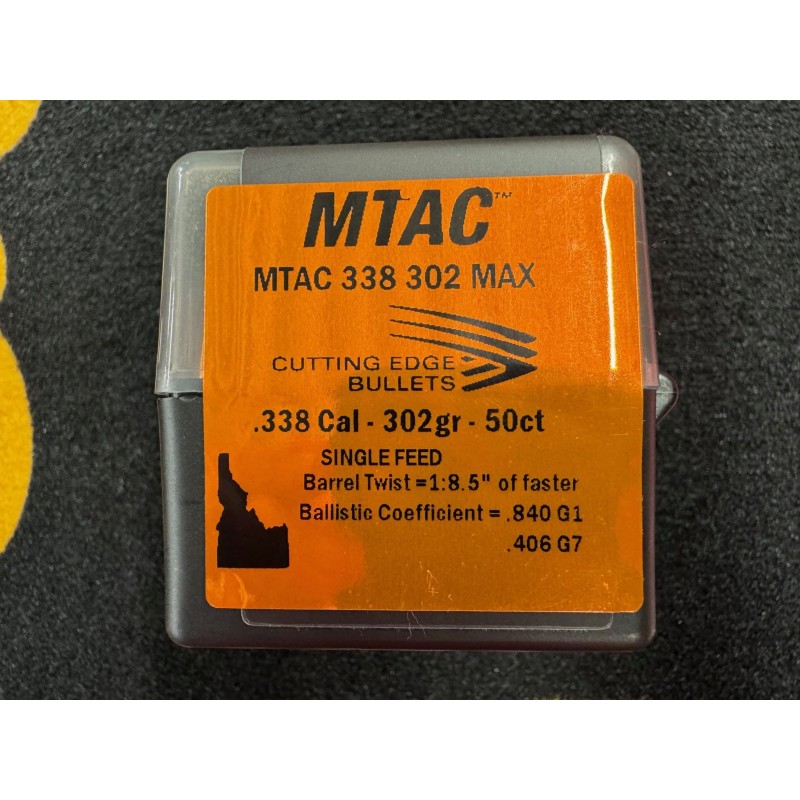 MTAC™
MTAC 338 302 MAX
CUTTING EDGE
BULLETS
.338 Cal - 302gr - 50ct
SINGLE FEED
Barrel Twist =1:8.5" of faster
Ballistic Coefficient = .840 G1
.406 G7